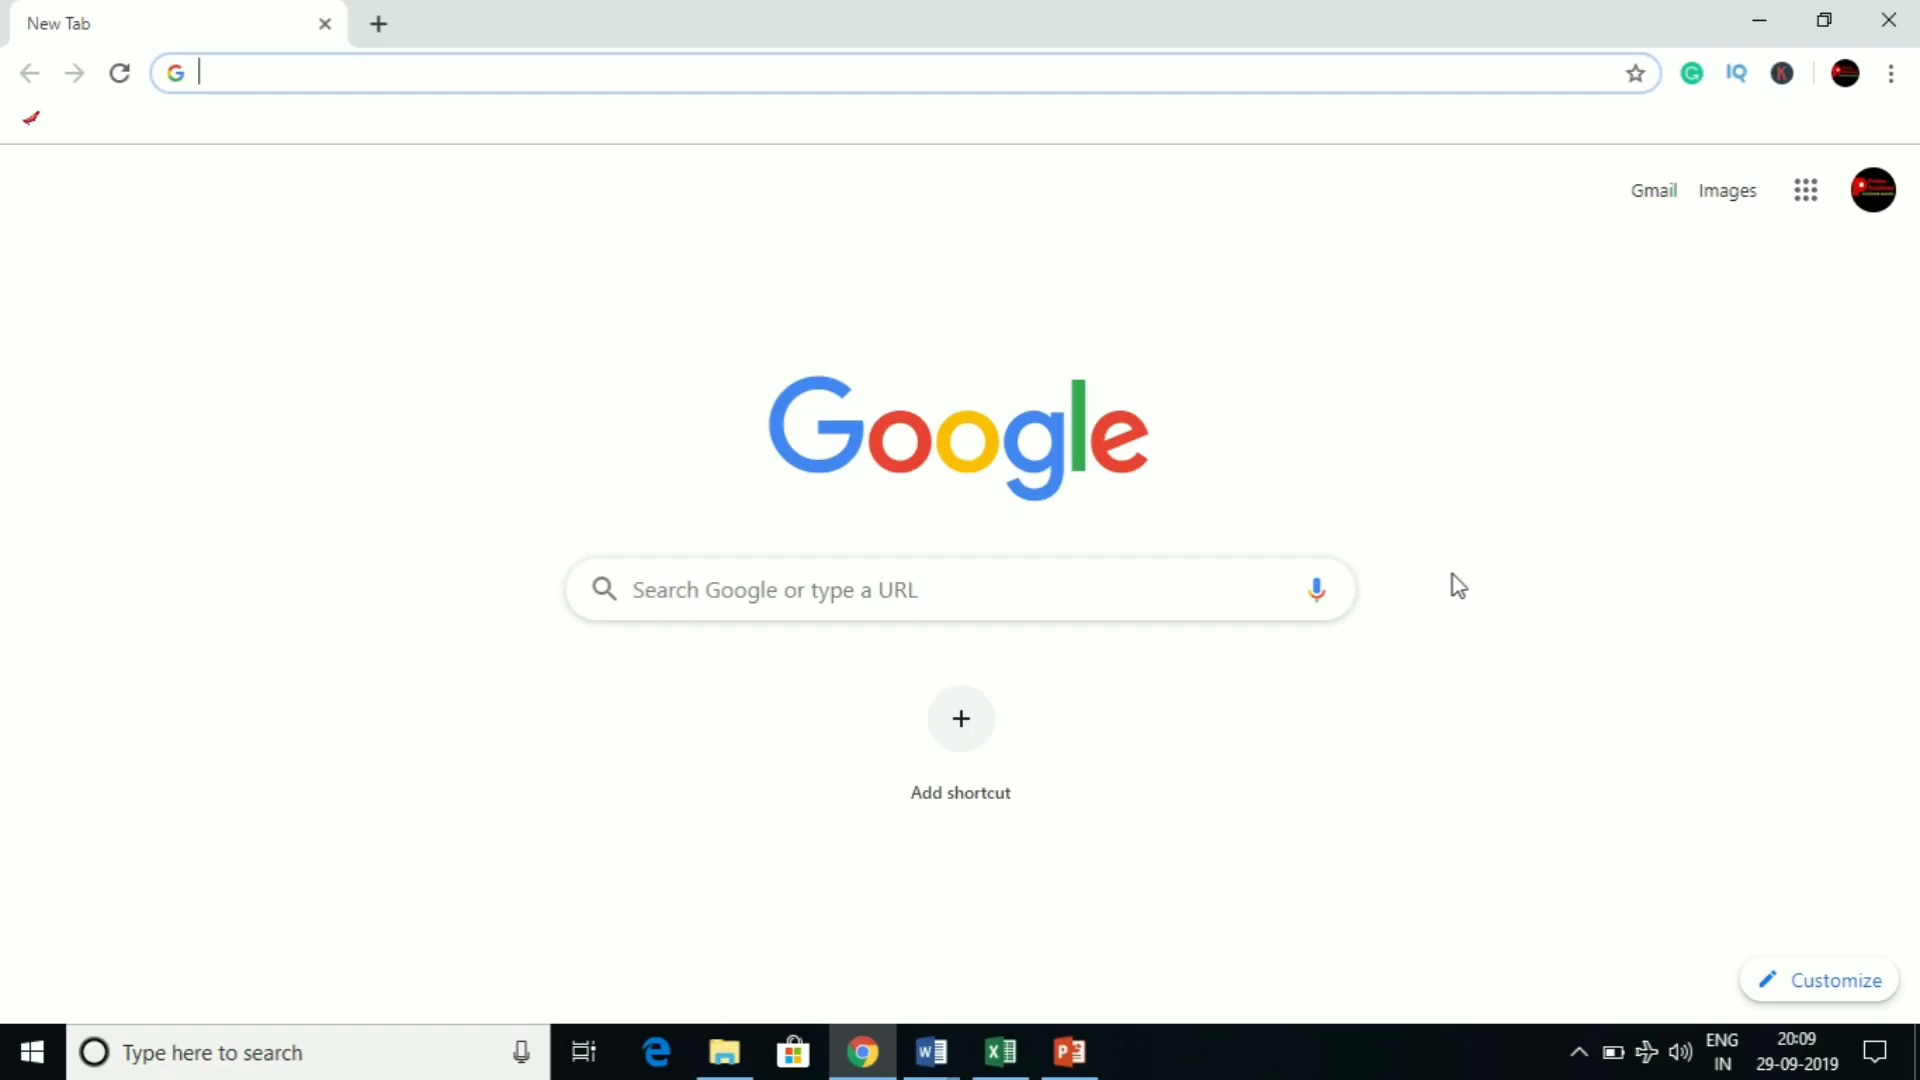 New Tab
IQ
K
Gmail Images
Google
Search Google or type a URL
Add shortcut
Customize
Type here to search
ENG
IN
20:09
29-09-2019